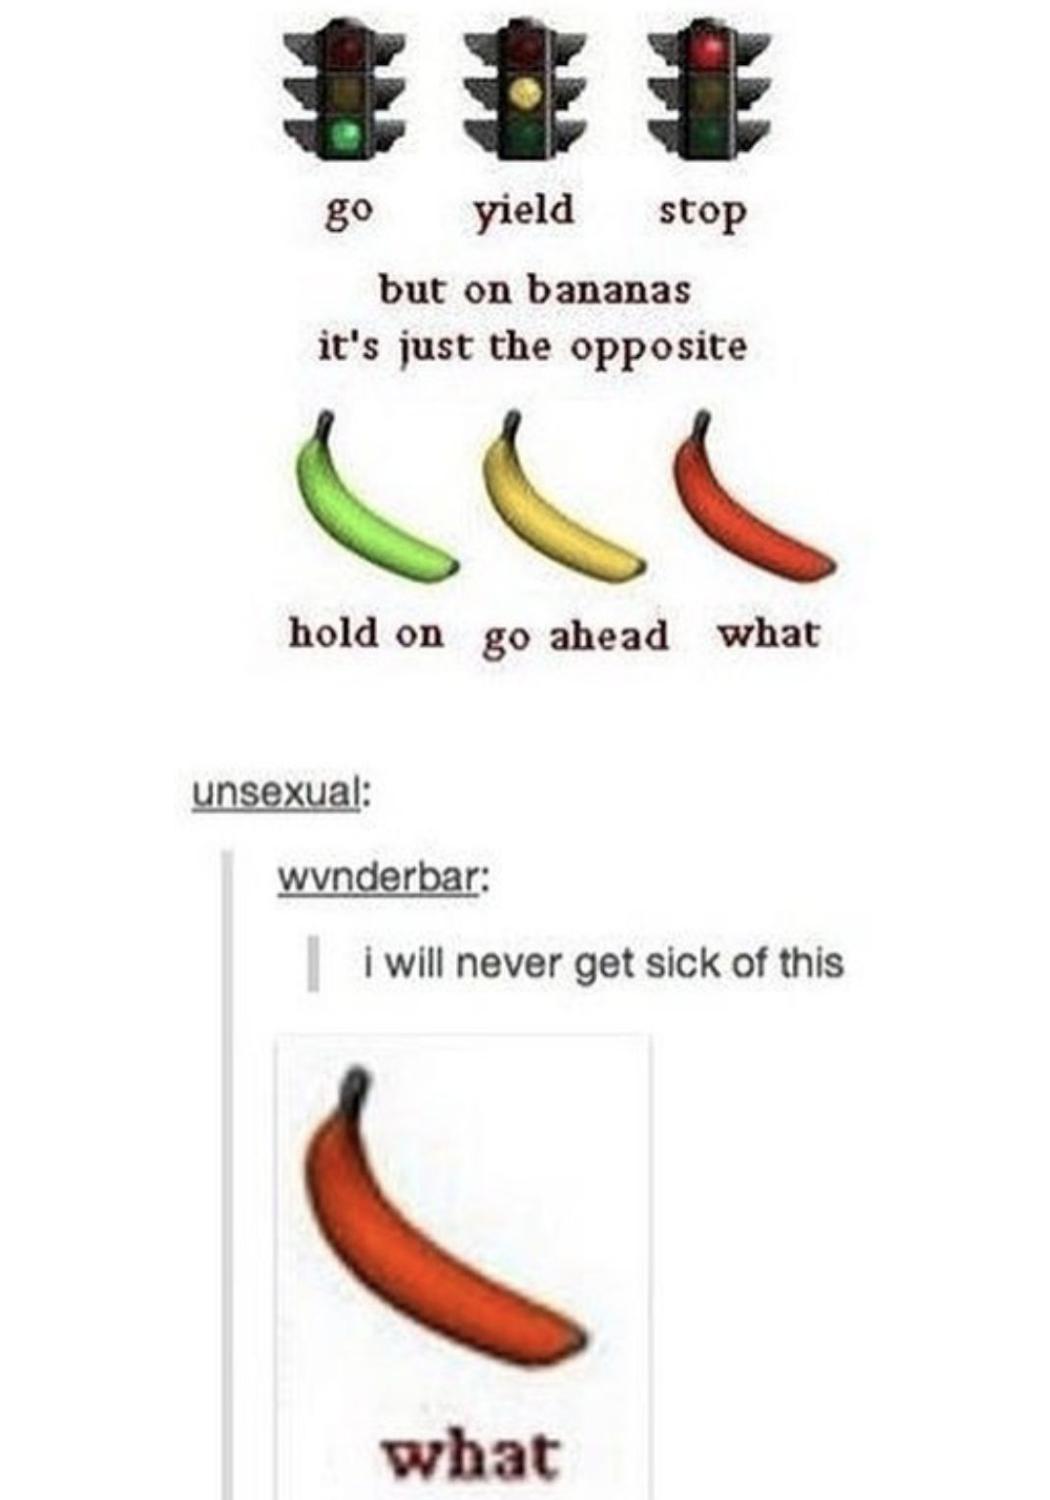 go yield stop
but on bananas
it's just the opposite
hold on go ahead what
unsexual:
wvnderbar:
i will never get sick of this
what